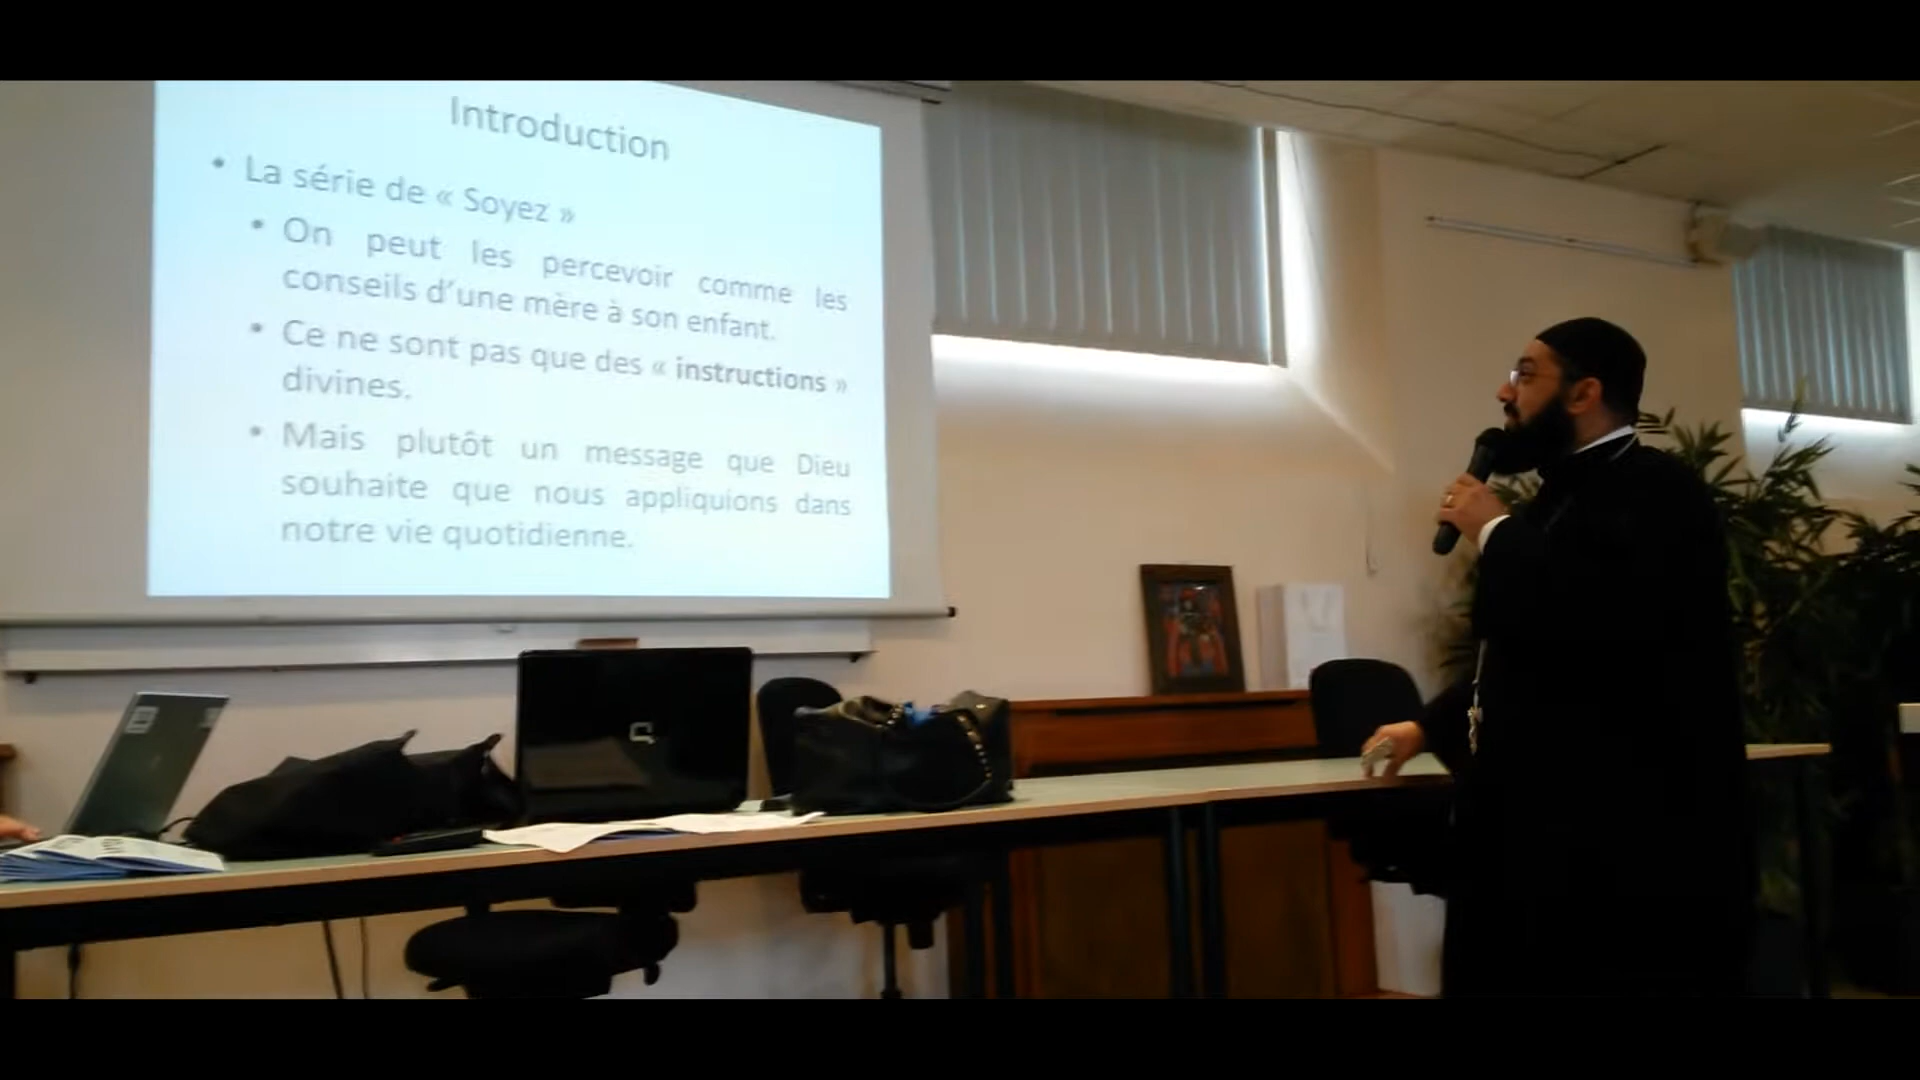 Introduction
• La série de « Soyez »
• On peut les percevoir comme les
conseils d'une mère à son enfant.
• Ce ne sont pas que des « instructions »
divines.
• Mais plutôt un message que Dieu
souhaite que nous appliquions dans
notre vie quotidienne.